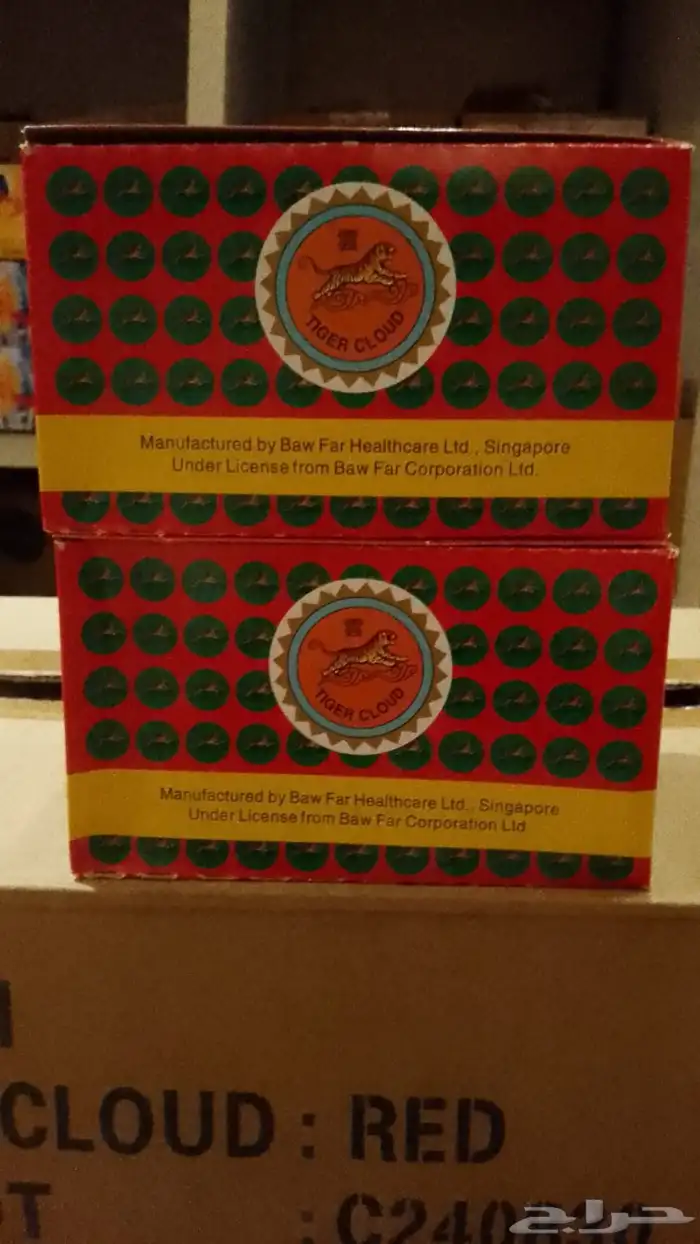 TIGER CLOUD
Manufactured by Baw Far Healthcare Ltd., Singapore
Under License from Baw Far Corporation Ltd.
TIGER CLOUD
Manufactured by Baw Far Healthcare Ltd., Singapore
Under License from Baw Far Corporation Ltd
CLOUD : RED
حراج